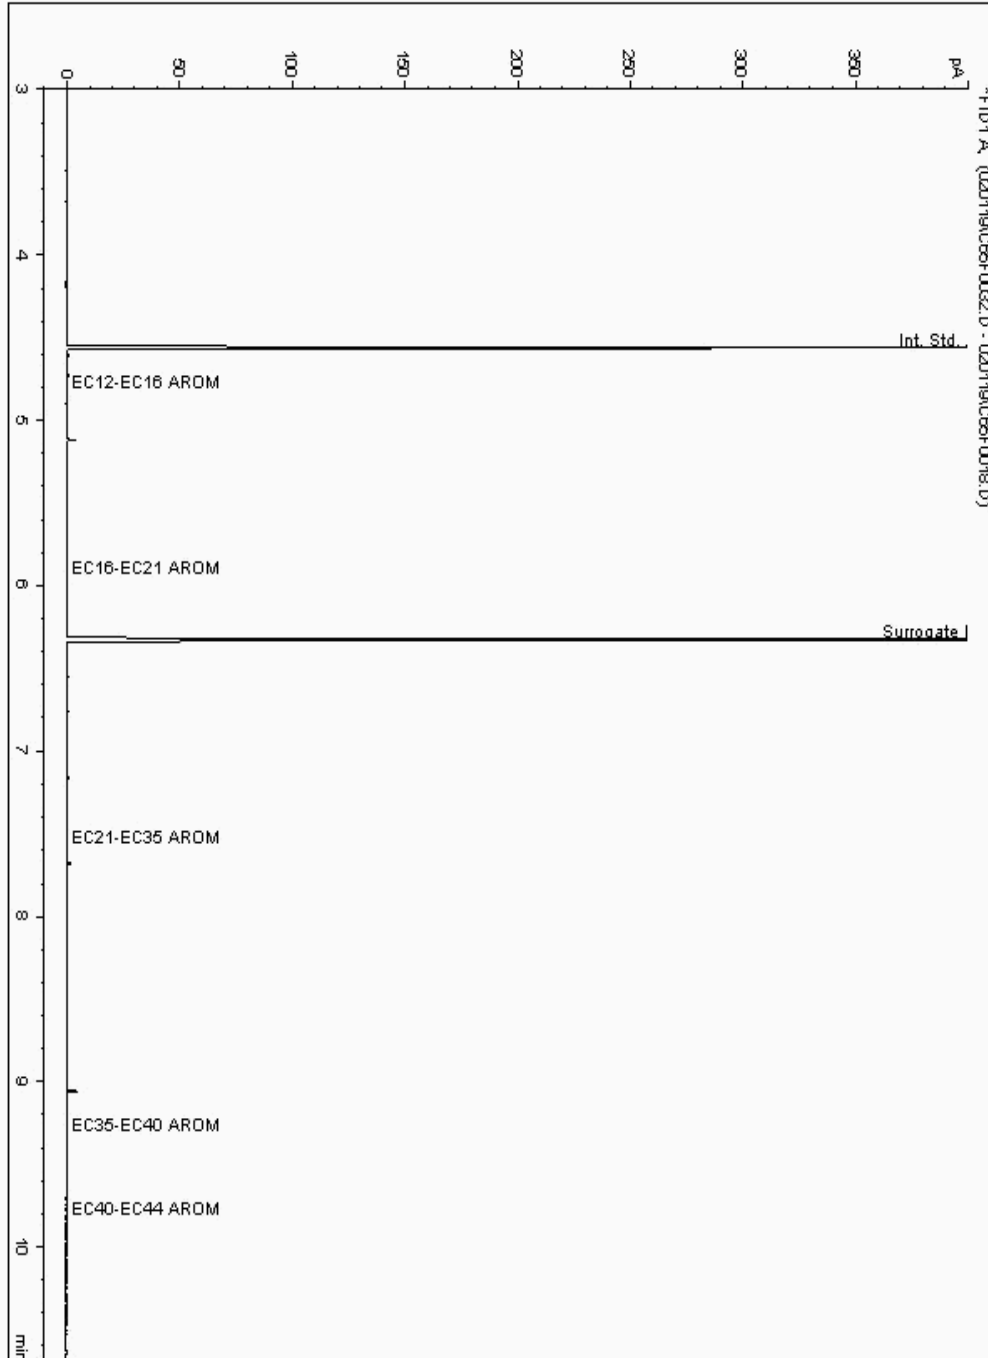 pA
350
300
250
200
150
100
50
0
3
4
Int. Std.
EC12-EC16 AROM
5
EC16-EC21 AROM
6
Surrogate
7
EC21-EC35 AROM
8
9
EC35-EC40 AROM
EC40-EC44 AROM
10